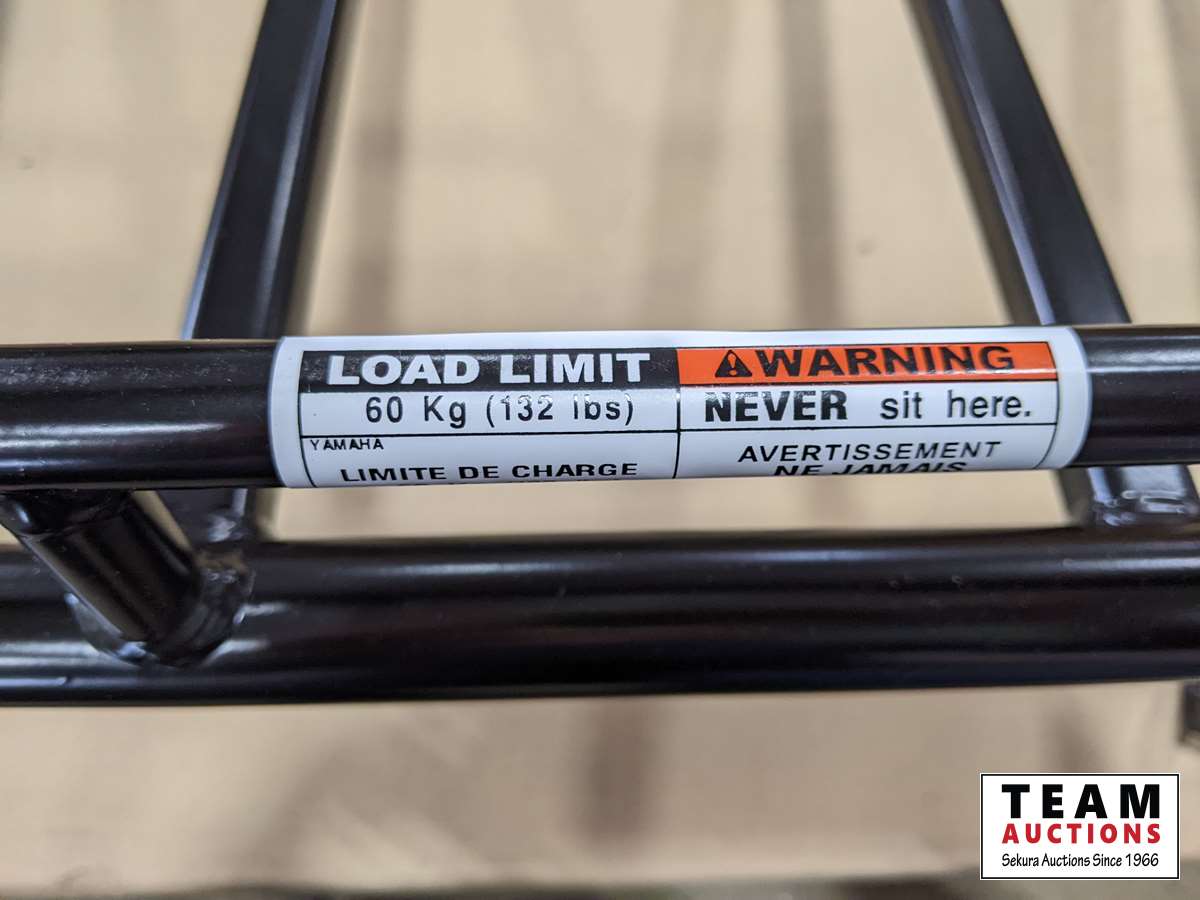 LOAD LIMIT
60 Kg (132 lbs)
YAMAHA
LIMITE DE CHARGE
⚠WARNING
NEVER sit here.
AVERTISSEMENT
NE JAMAIS
TEAM
AUCTIONS
Sekura Auctions Since 1966